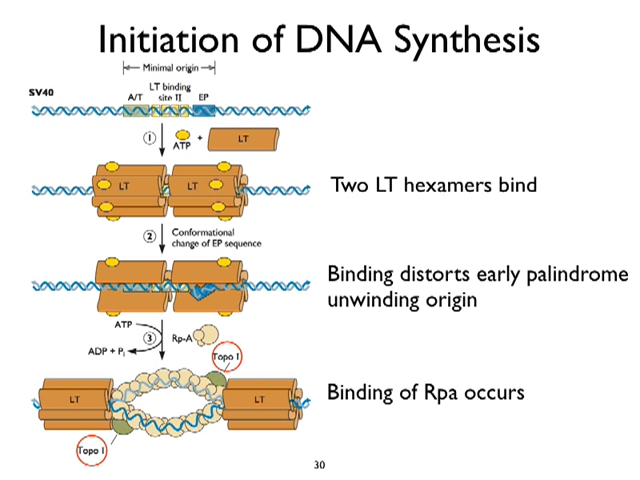 Initiation of DNA Synthesis
Minimal origin
SV40
LT binding
A/T site II EP
1
ATP + LT
LT LT
Two LT hexamers bind
2 Conformational
change of EP sequence
Binding distorts early palindrome
unwinding origin
ATP
3 Rp-A
ADP + Pi
Topo I
LT LT
Binding of Rpa occurs
Topo I
30